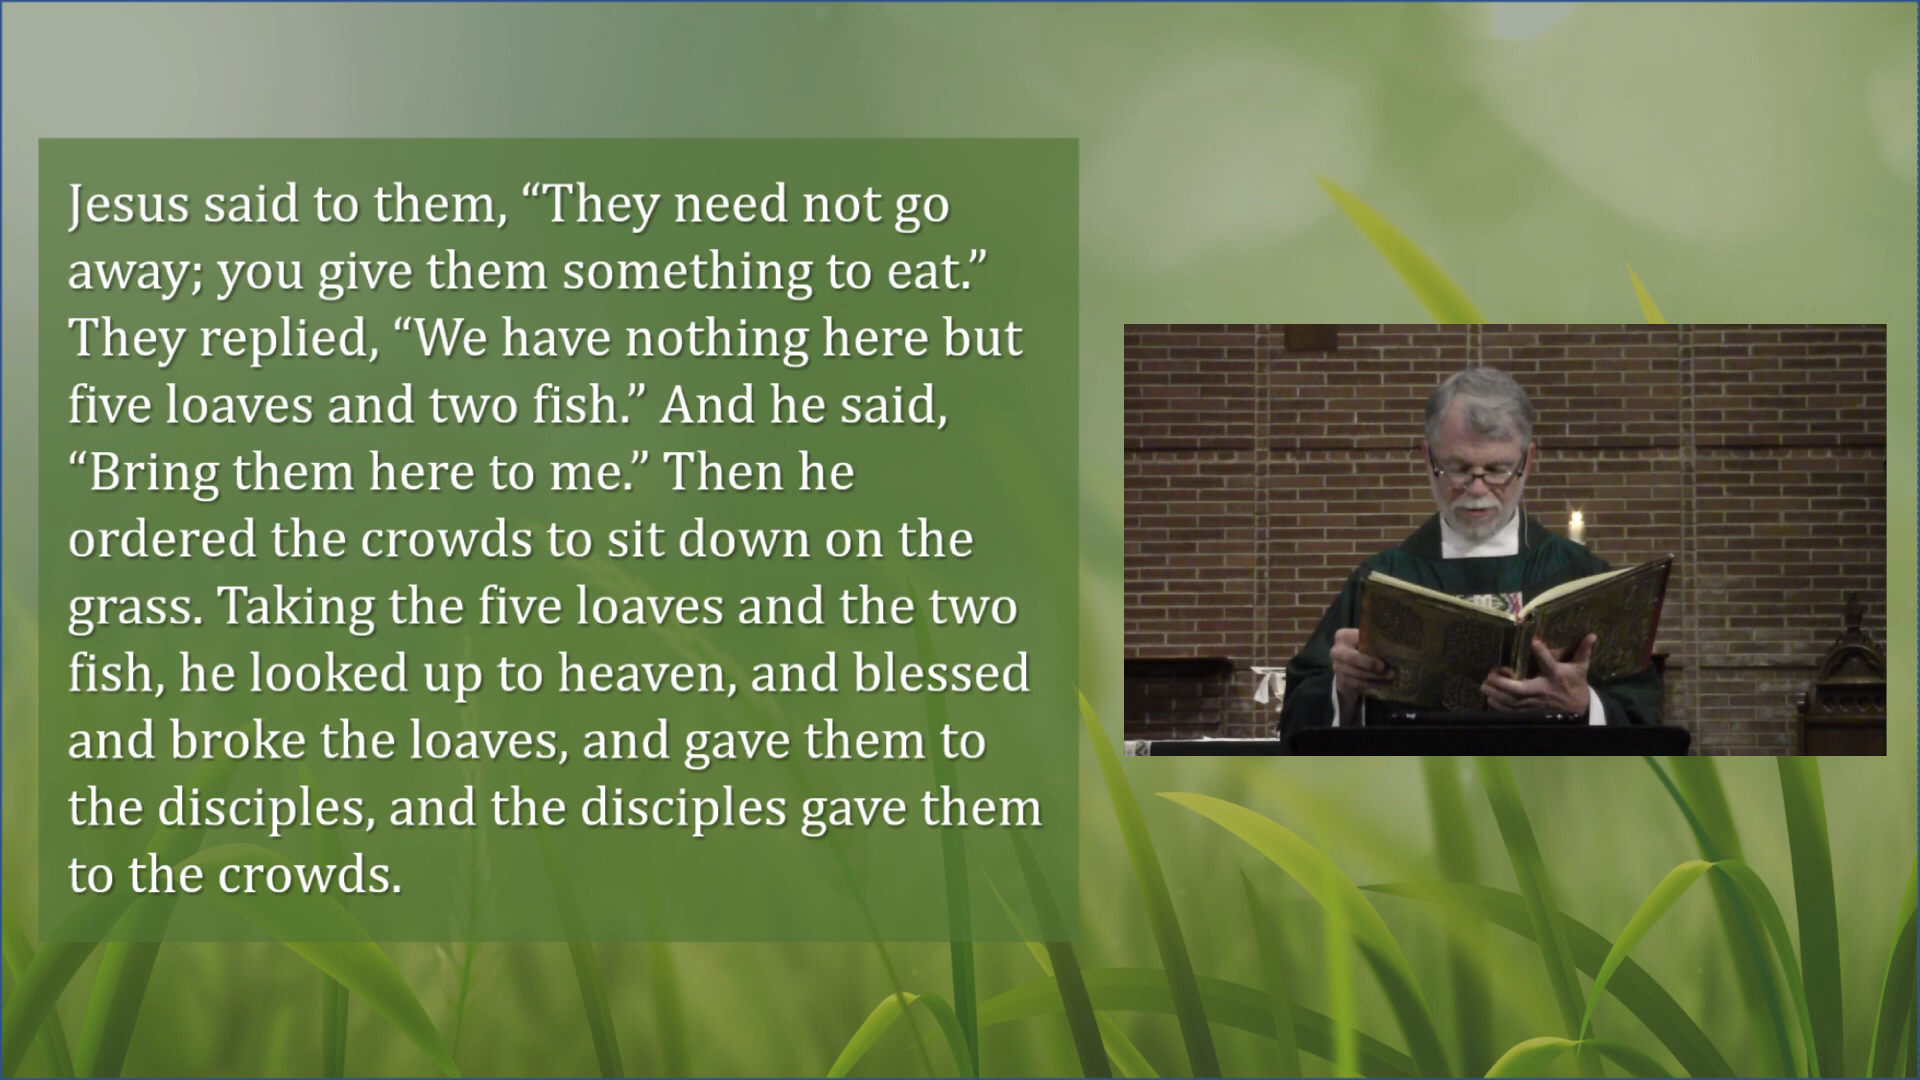 Jesus said to them, “They need not go
away; you give them something to eat.”
They replied, “We have nothing here but
five loaves and two fish.” And he said,
“Bring them here to me.” Then he
ordered the crowds to sit down on the
grass. Taking the five loaves and the two
fish, he looked up to heaven, and blessed
and broke the loaves, and gave them to
the disciples, and the disciples gave them
to the crowds.